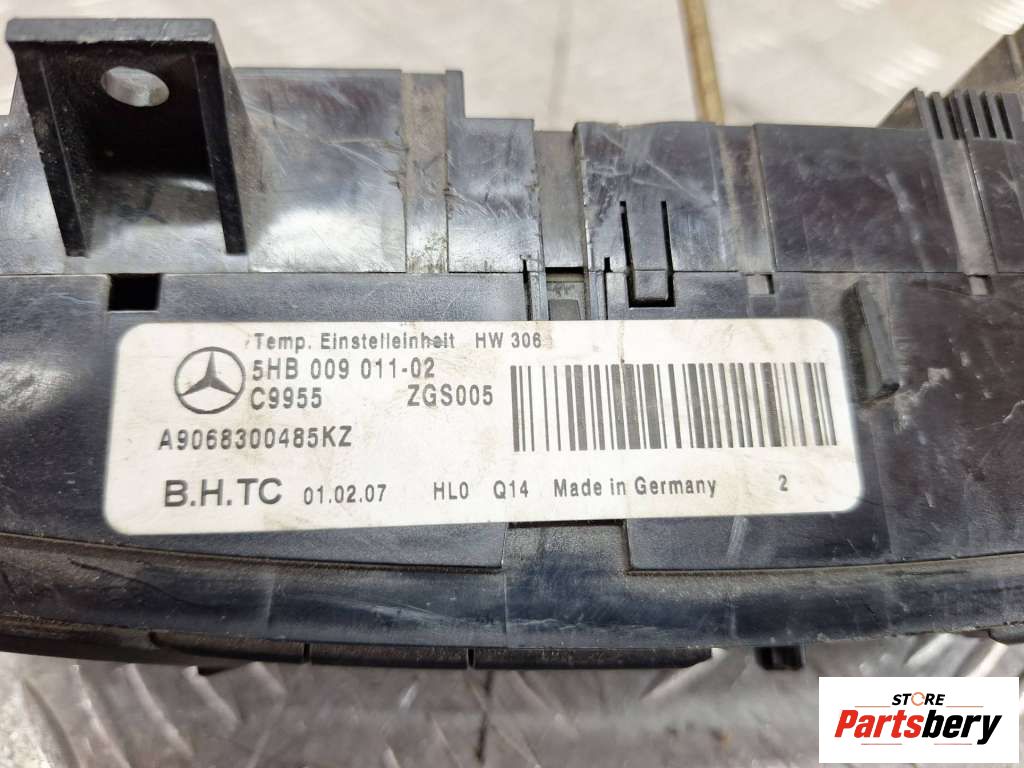 Temp. Einstelleinheit HW 306
5HB 009 011-02
C9955 ZGS005
A9068300485KZ
B.H.TC 01.02.07 HL0 Q14 Made in Germany 2
STORE
Partsbery